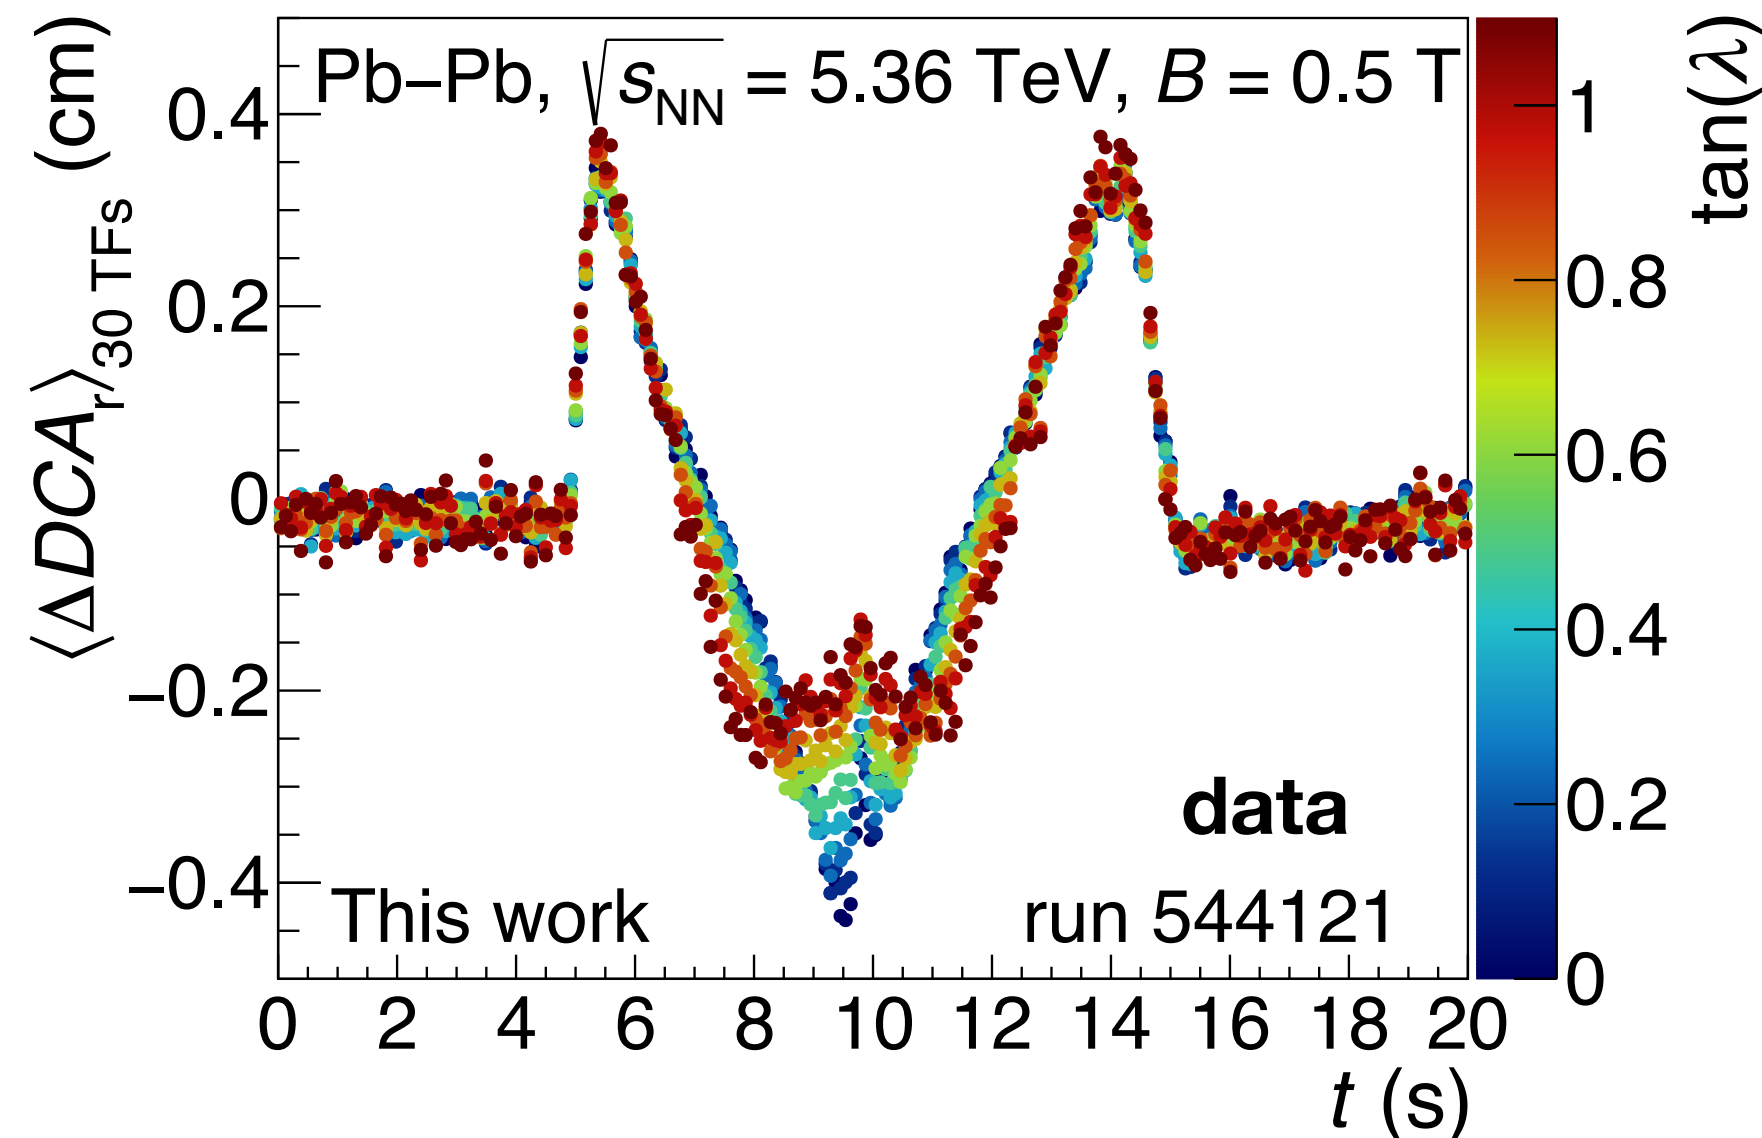 Pb–Pb, √sNN = 5.36 TeV, B = 0.5 T
⟨ΔDCAr⟩30 TFs (cm)
0.4
0.2
0
−0.2
−0.4
data
This work
run 544121
0 2 4 6 8 10 12 14 16 18 20
t (s)
tan(λ)
1
0.8
0.6
0.4
0.2
0